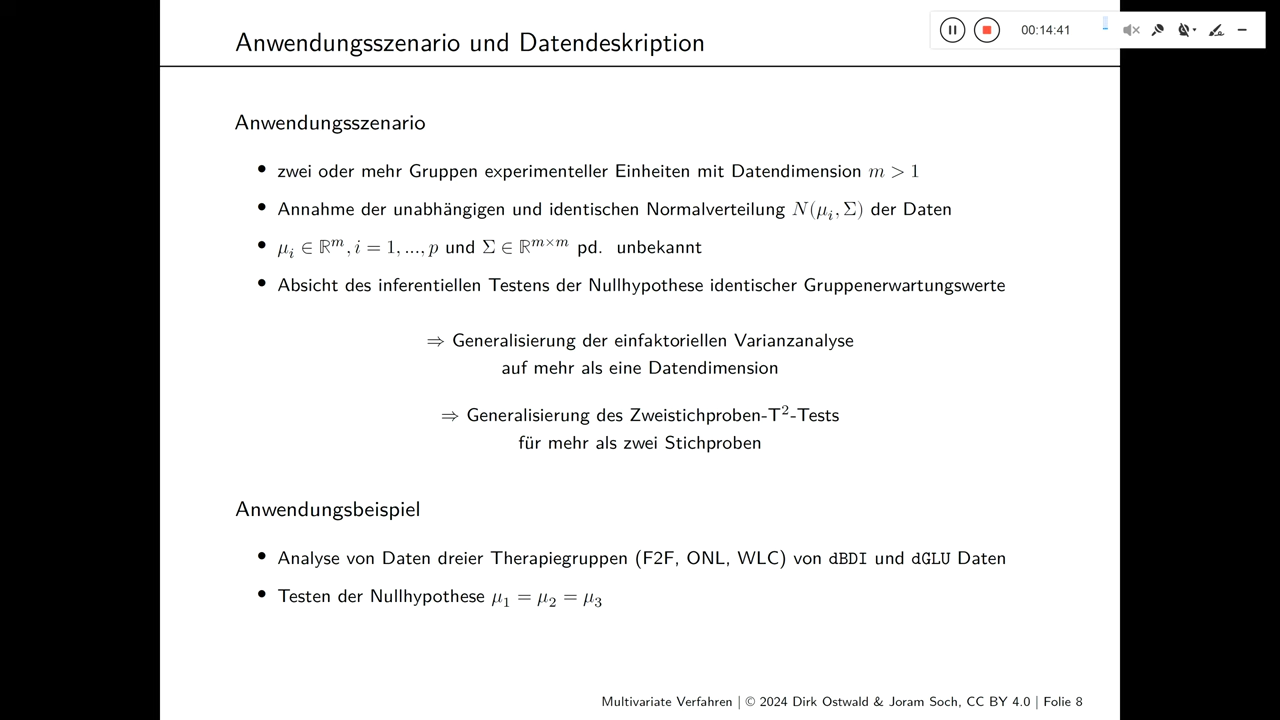 Anwendungsszenario und Datendeskription
00:14:41
Anwendungsszenario
• zwei oder mehr Gruppen experimenteller Einheiten mit Datendimension m > 1
• Annahme der unabhängigen und identischen Normalverteilung N(μᵢ, Σ) der Daten
• μᵢ ∈ ℝᵐ, i = 1, ..., p und Σ ∈ ℝᵐˣᵐ pd. unbekannt
• Absicht des inferentiellen Testens der Nullhypothese identischer Gruppenerwartungswerte
⇒ Generalisierung der einfaktoriellen Varianzanalyse
auf mehr als eine Datendimension
⇒ Generalisierung des Zweistichproben-T²-Tests
für mehr als zwei Stichproben
Anwendungsbeispiel
• Analyse von Daten dreier Therapiegruppen (F2F, ONL, WLC) von dBDI und dGLU Daten
• Testen der Nullhypothese μ₁ = μ₂ = μ₃
Multivariate Verfahren | © 2024 Dirk Ostwald & Joram Soch, CC BY 4.0 | Folie 8